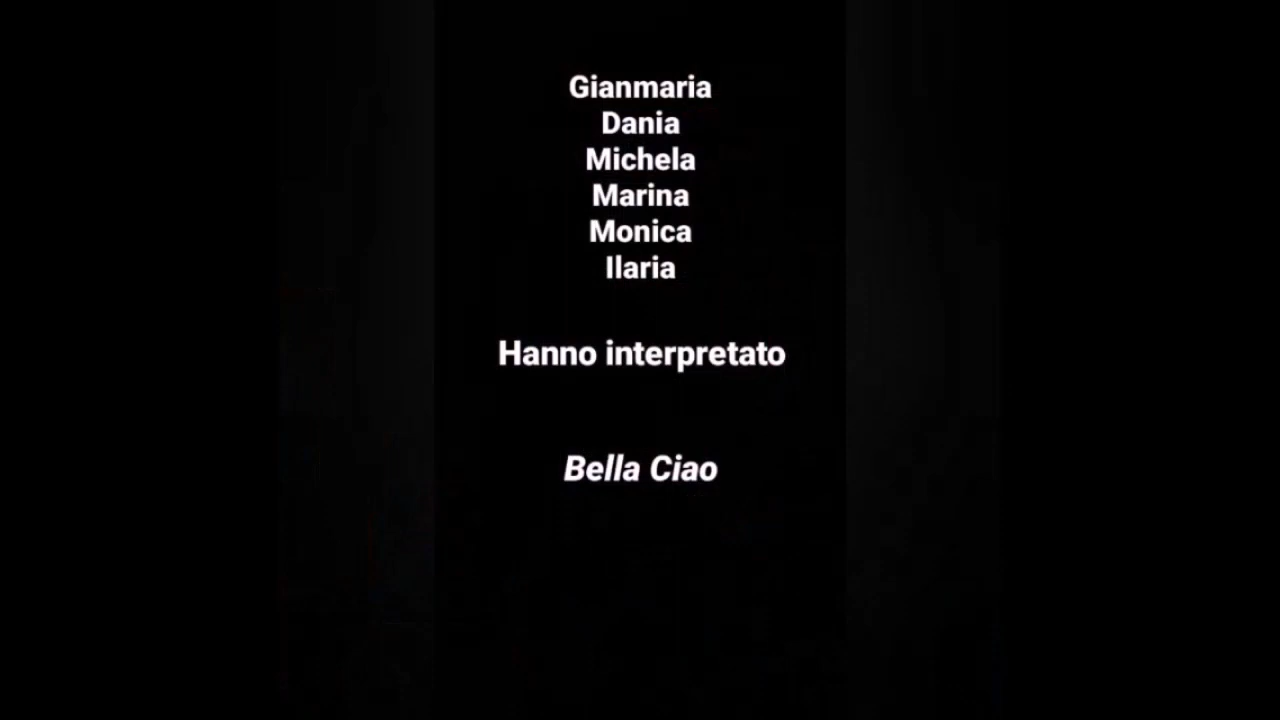 Gianmaria
Dania
Michela
Marina
Monica
Ilaria
Hanno interpretato
Bella Ciao